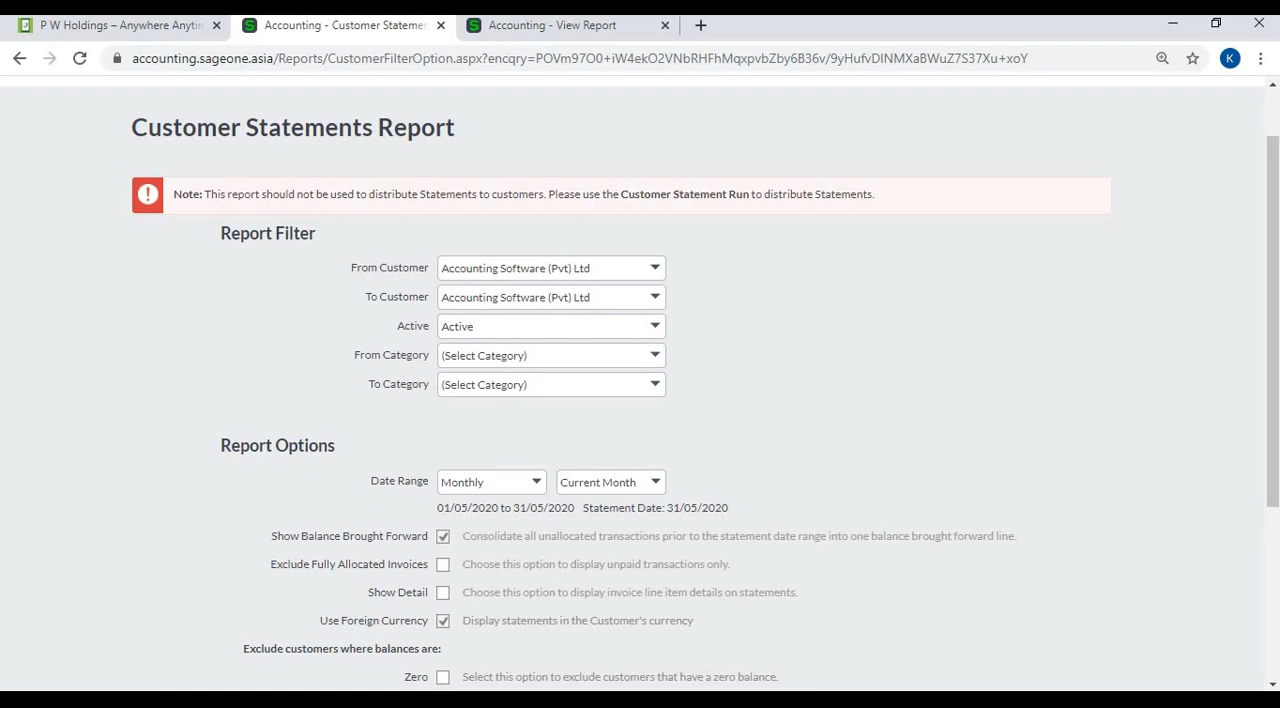 P W Holdings – Anywhere Anyti
Accounting - Customer Stateme
Accounting - View Report
accounting.sageone.asia/Reports/CustomerFilterOption.aspx?encqry=POVm97O0+iW4ekO2VNbRHFhMqxpvbZby6B36v/9yHufvDlNMXaBWuZ7S37Xu+xoY
K
Customer Statements Report
Note: This report should not be used to distribute Statements to customers. Please use the Customer Statement Run to distribute Statements.
Report Filter
From Customer Accounting Software (Pvt) Ltd
To Customer Accounting Software (Pvt) Ltd
Active Active
From Category (Select Category)
To Category (Select Category)
Report Options
Date Range Monthly Current Month
01/05/2020 to 31/05/2020 Statement Date: 31/05/2020
Show Balance Brought Forward Consolidate all unallocated transactions prior to the statement date range into one balance brought forward line.
Exclude Fully Allocated Invoices Choose this option to display unpaid transactions only.
Show Detail Choose this option to display invoice line item details on statements.
Use Foreign Currency Display statements in the Customer's currency
Exclude customers where balances are:
Zero Select this option to exclude customers that have a zero balance.